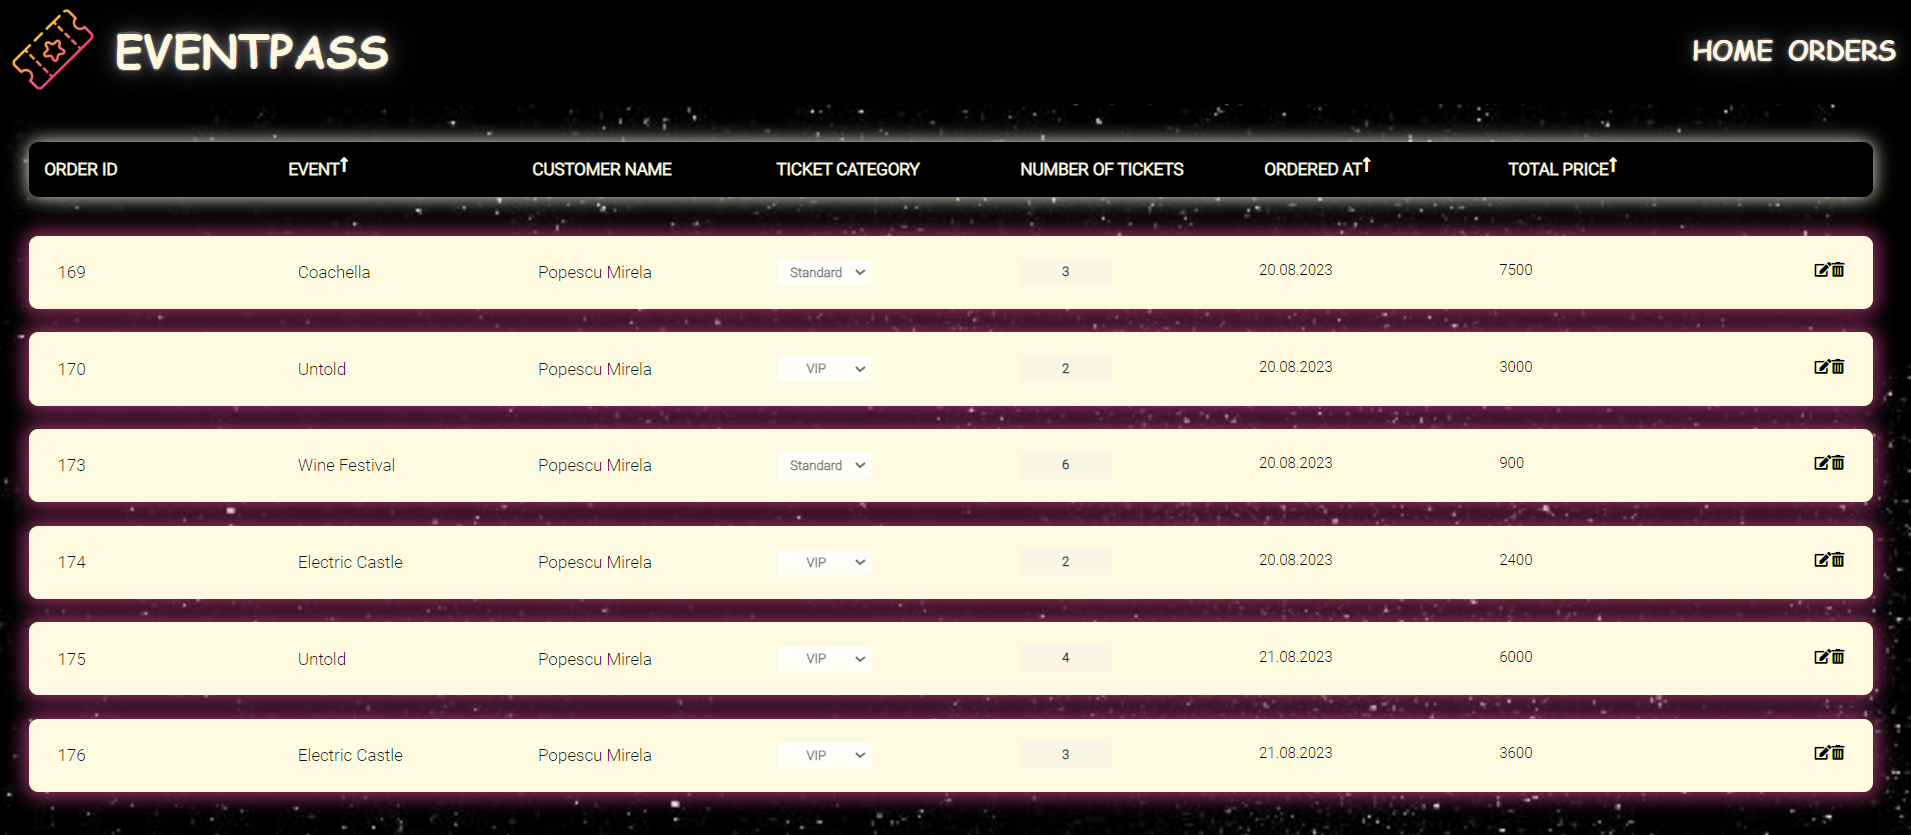 EVENTPASS HOME ORDERS
ORDER ID EVENT↑ CUSTOMER NAME TICKET CATEGORY NUMBER OF TICKETS ORDERED AT↑ TOTAL PRICE↑
169 Coachella Popescu Mirela Standard 3 20.08.2023 7500
170 Untold Popescu Mirela VIP 2 20.08.2023 3000
173 Wine Festival Popescu Mirela Standard 6 20.08.2023 900
174 Electric Castle Popescu Mirela VIP 2 20.08.2023 2400
175 Untold Popescu Mirela VIP 4 21.08.2023 6000
176 Electric Castle Popescu Mirela VIP 3 21.08.2023 3600